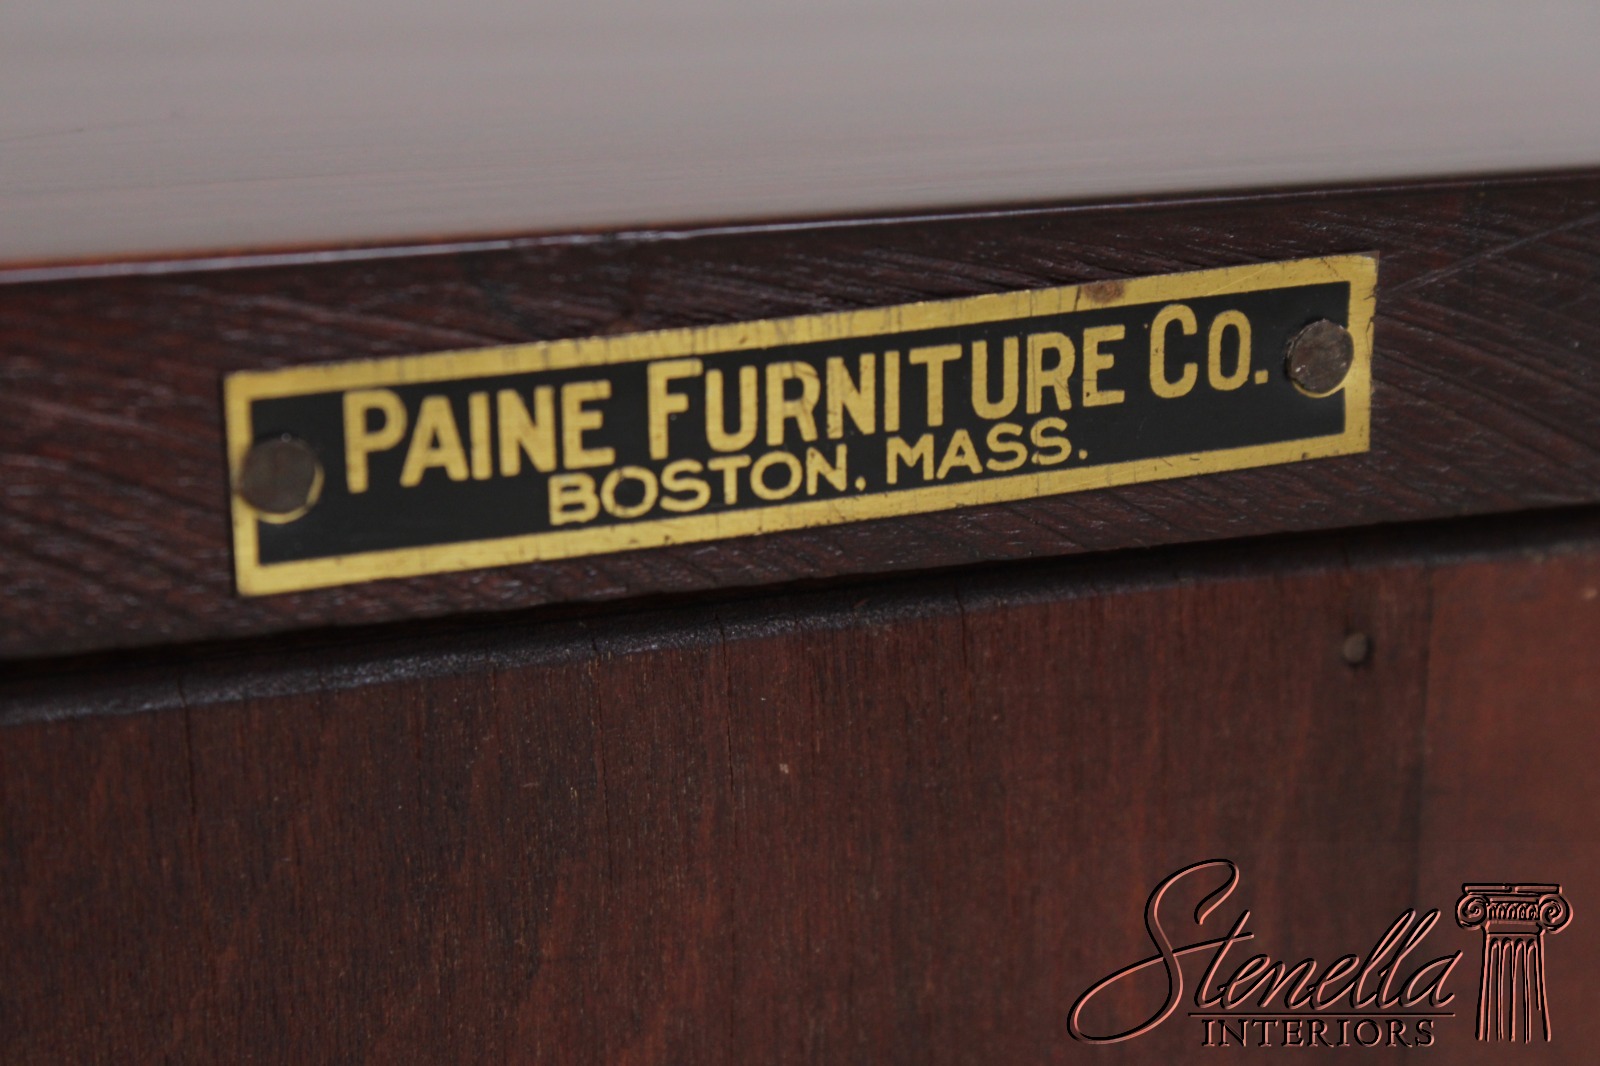 PAINE FURNITURE CO.
BOSTON, MASS.
Stenella
INTERIORS